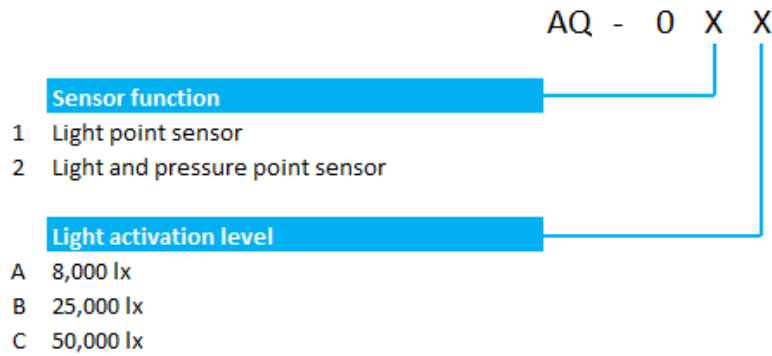 AQ - 0 X X
Sensor function
1 Light point sensor
2 Light and pressure point sensor
Light activation level
A 8,000 lx
B 25,000 lx
C 50,000 lx